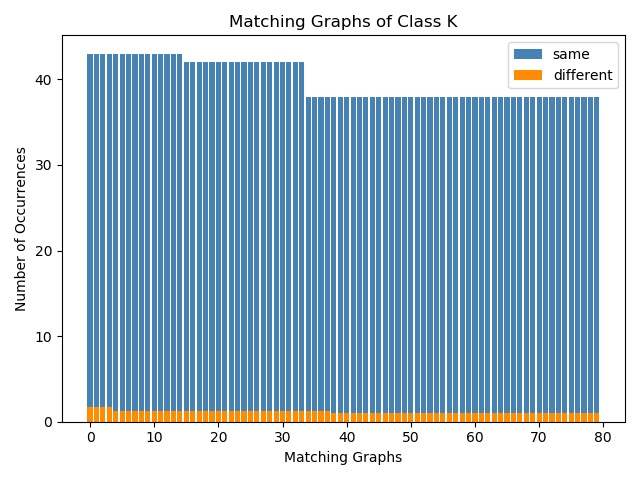 Matching Graphs of Class K
same
different
Number of Occurrences
40
30
20
10
0
0 10 20 30 40 50 60 70 80
Matching Graphs